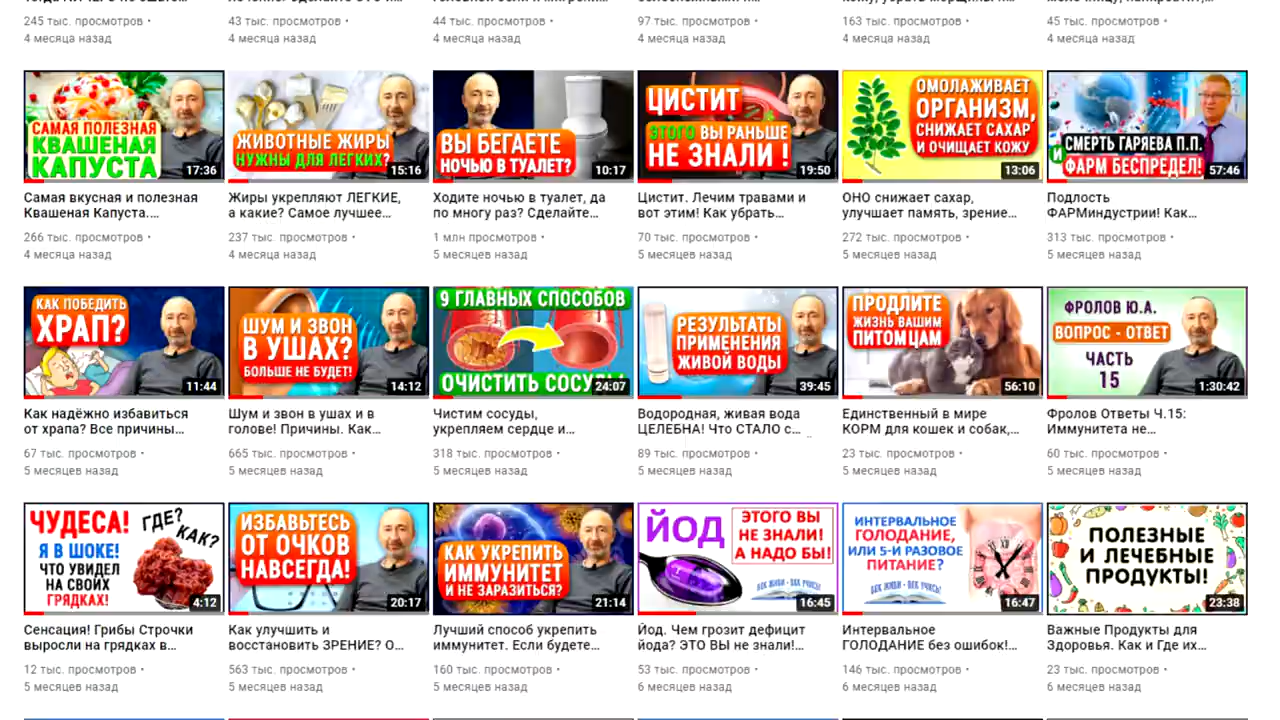 245 тыс. просмотров •
43 тыс. просмотров •
44 тыс. просмотров •
97 тыс. просмотров •
163 тыс. просмотров •
45 тыс. просмотров •
4 месяца назад
4 месяца назад
4 месяца назад
4 месяца назад
4 месяца назад
4 месяца назад
САМАЯ ПОЛЕЗНАЯ
КВАШЕНАЯ
КАПУСТА
17:36
ЖИВОТНЫЕ ЖИРЫ
НУЖНЫ ДЛЯ ЛЕГКИХ?
15:16
ВЫ БЕГАЕТЕ
НОЧЬЮ В ТУАЛЕТ?
10:17
ЦИСТИТ
ЭТОГО ВЫ РАНЬШЕ
НЕ ЗНАЛИ!
19:50
ОМОЛАЖИВАЕТ
ОРГАНИЗМ,
СНИЖАЕТ САХАР
И ОЧИЩАЕТ КОЖУ
13:06
СМЕРТЬ ГАРЯЕВА П.П.
И ФАРМ БЕСПРЕДЕЛ!
57:46
Самая вкусная и полезная
Квашеная Капуста....
266 тыс. просмотров •
4 месяца назад
Жиры укрепляют ЛЕГКИЕ,
а какие? Самое лучшее...
237 тыс. просмотров •
4 месяца назад
Ходите ночью в туалет, да
по многу раз? Сделайте...
1 млн просмотров •
5 месяцев назад
Цистит. Лечим травами и
вот этим! Как убрать...
70 тыс. просмотров •
5 месяцев назад
ОНО снижает сахар,
улучшает память, зрение...
272 тыс. просмотров •
5 месяцев назад
Подлость
ФАРМиндустрии! Как...
313 тыс. просмотров •
5 месяцев назад
КАК ПОБЕДИТЬ
ХРАП?
11:44
ШУМ И ЗВОН
В УШАХ?
БОЛЬШЕ НЕ БУДЕТ!
14:12
9 ГЛАВНЫХ СПОСОБОВ
ОЧИСТИТЬ СОСУДЫ
24:07
РЕЗУЛЬТАТЫ
ПРИМЕНЕНИЯ
ЖИВОЙ ВОДЫ
39:45
ПРОДЛИТЕ
ЖИЗНЬ ВАШИМ
ПИТОМЦАМ
56:10
ФРОЛОВ Ю.А.
ВОПРОС - ОТВЕТ
ЧАСТЬ
15
1:30:42
Как надёжно избавиться
от храпа? Все причины...
67 тыс. просмотров •
5 месяцев назад
Шум и звон в ушах и в
голове! Причины. Как...
665 тыс. просмотров •
5 месяцев назад
Чистим сосуды,
укрепляем сердце и...
318 тыс. просмотров •
5 месяцев назад
Водородная, живая вода
ЦЕЛЕБНА! Что СТАЛО с...
89 тыс. просмотров •
5 месяцев назад
Единственный в мире
КОРМ для кошек и собак,...
23 тыс. просмотров •
5 месяцев назад
Фролов Ответы Ч.15:
Иммунитета не...
60 тыс. просмотров •
5 месяцев назад
ЧУДЕСА! ГДЕ?
КАК?
Я В ШОКЕ!
ЧТО УВИДЕЛ
НА СВОИХ
ГРЯДКАХ!
4:12
ИЗБАВЬТЕСЬ
ОТ ОЧКОВ
НАВСЕГДА!
20:17
КАК УКРЕПИТЬ
ИММУНИТЕТ
И НЕ ЗАРАЗИТЬСЯ?
21:14
ЙОД
ЭТОГО ВЫ
НЕ ЗНАЛИ!
А НАДО БЫ!
ВЕК ЖИВИ - ВЕК УЧИСЬ!
16:45
ИНТЕРВАЛЬНОЕ
ГОЛОДАНИЕ,
ИЛИ 5-И РАЗОВОЕ
ПИТАНИЕ?
ВЕК ЖИВИ - ВЕК УЧИСЬ!
16:47
ПОЛЕЗНЫЕ
И ЛЕЧЕБНЫЕ
ПРОДУКТЫ!
23:38
Сенсация! Грибы Строчки
выросли на грядках в...
12 тыс. просмотров •
5 месяцев назад
Как улучшить и
восстановить ЗРЕНИЕ? О...
563 тыс. просмотров •
5 месяцев назад
Лучший способ укрепить
иммунитет. Если будете...
160 тыс. просмотров •
5 месяцев назад
Йод. Чем грозит дефицит
йода? ЭТО ВЫ не знали!...
53 тыс. просмотров •
6 месяцев назад
Интервальное
ГОЛОДАНИЕ без ошибок!...
146 тыс. просмотров •
6 месяцев назад
Важные Продукты для
Здоровья. Как и Где их...
23 тыс. просмотров •
6 месяцев назад